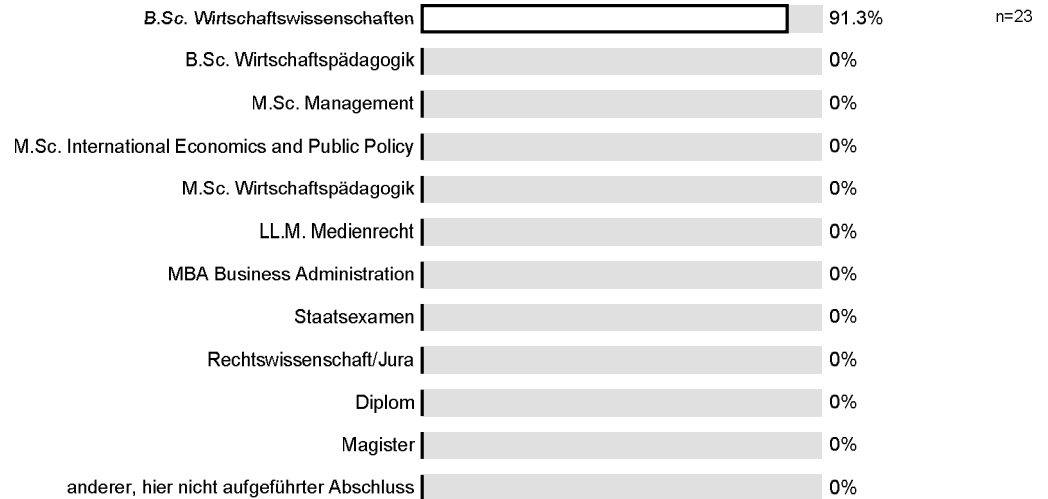 B.Sc. Wirtschaftswissenschaften 91.3% n=23
B.Sc. Wirtschaftspädagogik 0%
M.Sc. Management 0%
M.Sc. International Economics and Public Policy 0%
M.Sc. Wirtschaftspädagogik 0%
LL.M. Medienrecht 0%
MBA Business Administration 0%
Staatsexamen 0%
Rechtswissenschaft/Jura 0%
Diplom 0%
Magister 0%
anderer, hier nicht aufgeführter Abschluss 0%